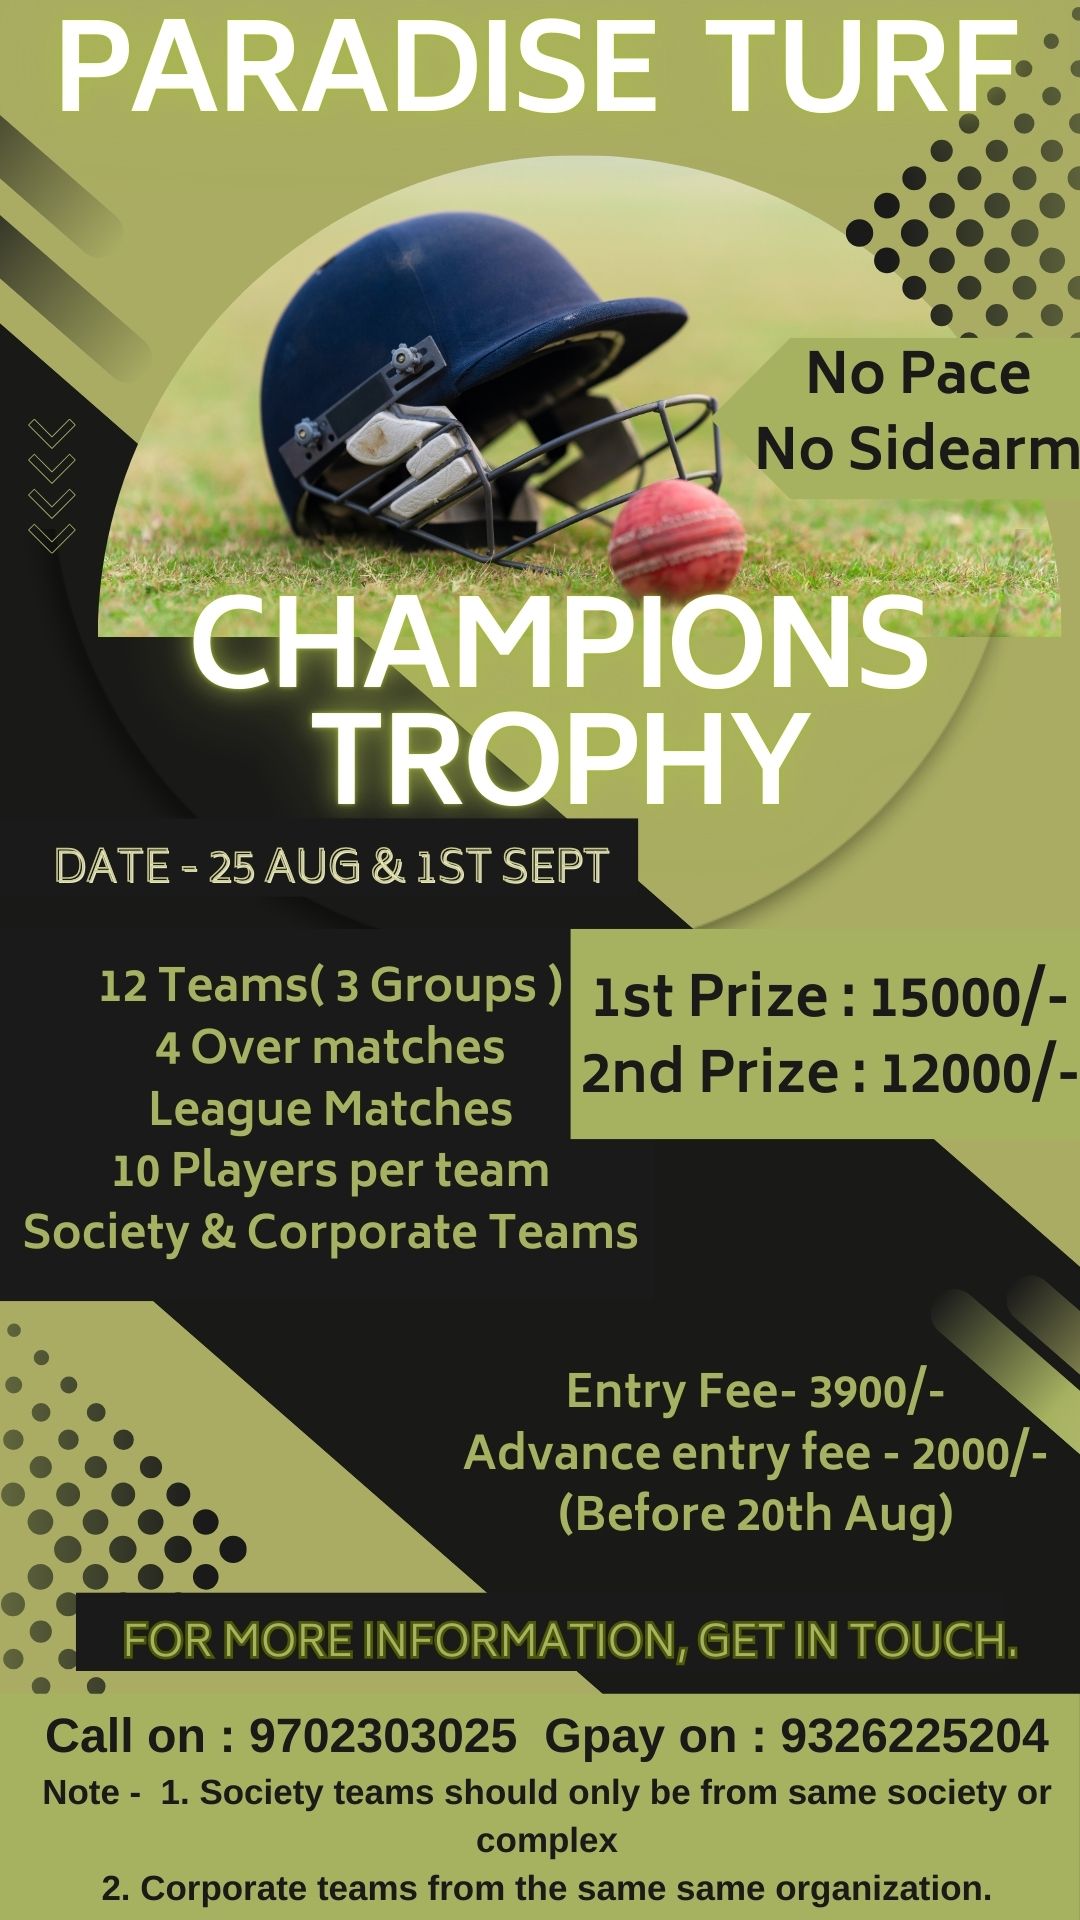 PARADISE TURF
No Pace
No Sidearm
CHAMPIONS
TROPHY
DATE - 25 AUG & 1ST SEPT
12 Teams( 3 Groups )
4 Over matches
League Matches
10 Players per team
Society & Corporate Teams
1st Prize : 15000/-
2nd Prize : 12000/-
Entry Fee- 3900/-
Advance entry fee - 2000/-
(Before 20th Aug)
FOR MORE INFORMATION, GET IN TOUCH.
Call on : 9702303025  Gpay on : 9326225204
Note -  1. Society teams should only be from same society or
complex
2. Corporate teams from the same same organization.